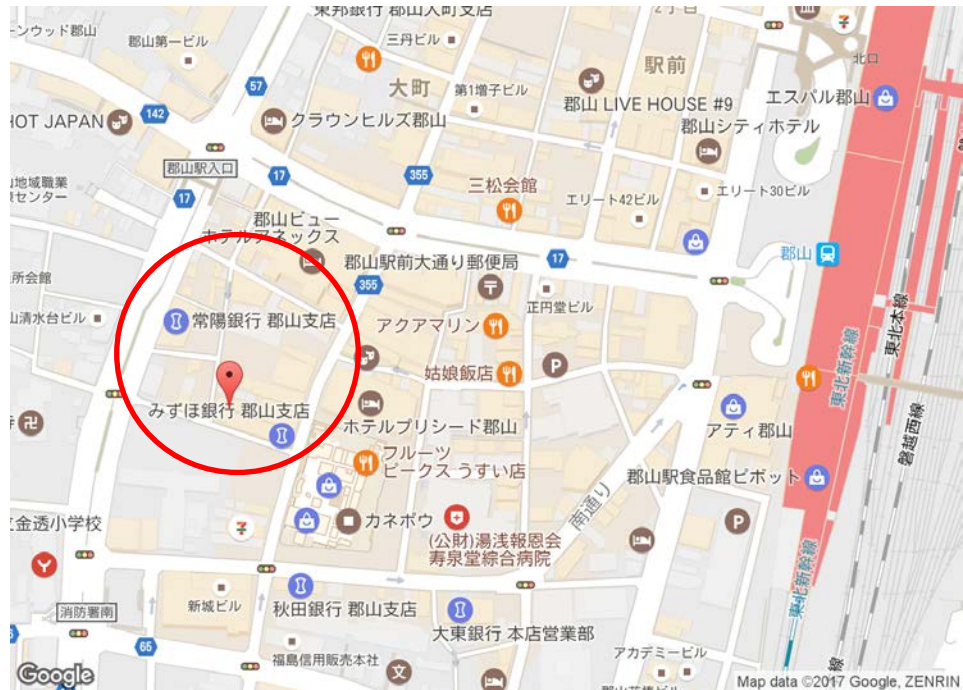 東邦銀行 郡山大町支店
2丁目
ーンウッド郡山
郡山第一ビル
三丹ビル
駅前
北口
57
大町
第1増子ビル
郡山 LIVE HOUSE #9
エスパル郡山
HOT JAPAN
142
クラウンヒルズ郡山
郡山シティホテル
郡山駅入口
17
355
三松会館
地域職業
センター
17
エリート42ビル
エリート30ビル
郡山ビュー
ホテルアネックス
郡山駅前大通り郵便局
17
郡山
所会館
355
正円堂ビル
山清水台ビル
常陽銀行 郡山支店
アクアマリン
東北本線
東北新幹線
姑娘飯店
みずほ銀行 郡山支店
ホテルプリシード郡山
アティ郡山
磐越西線
フルーツ
ピークス うすい店
郡山駅食品館ピボット
南通り
金透小学校
カネボウ
(公財)湯浅報恩会
寿泉堂綜合病院
東北新幹線
消防署南
新城ビル
秋田銀行 郡山支店
大東銀行 本店営業部
65
福島信用販売本社
アカデミービル
文
線
Google
Map data ©2017 Google, ZENRIN